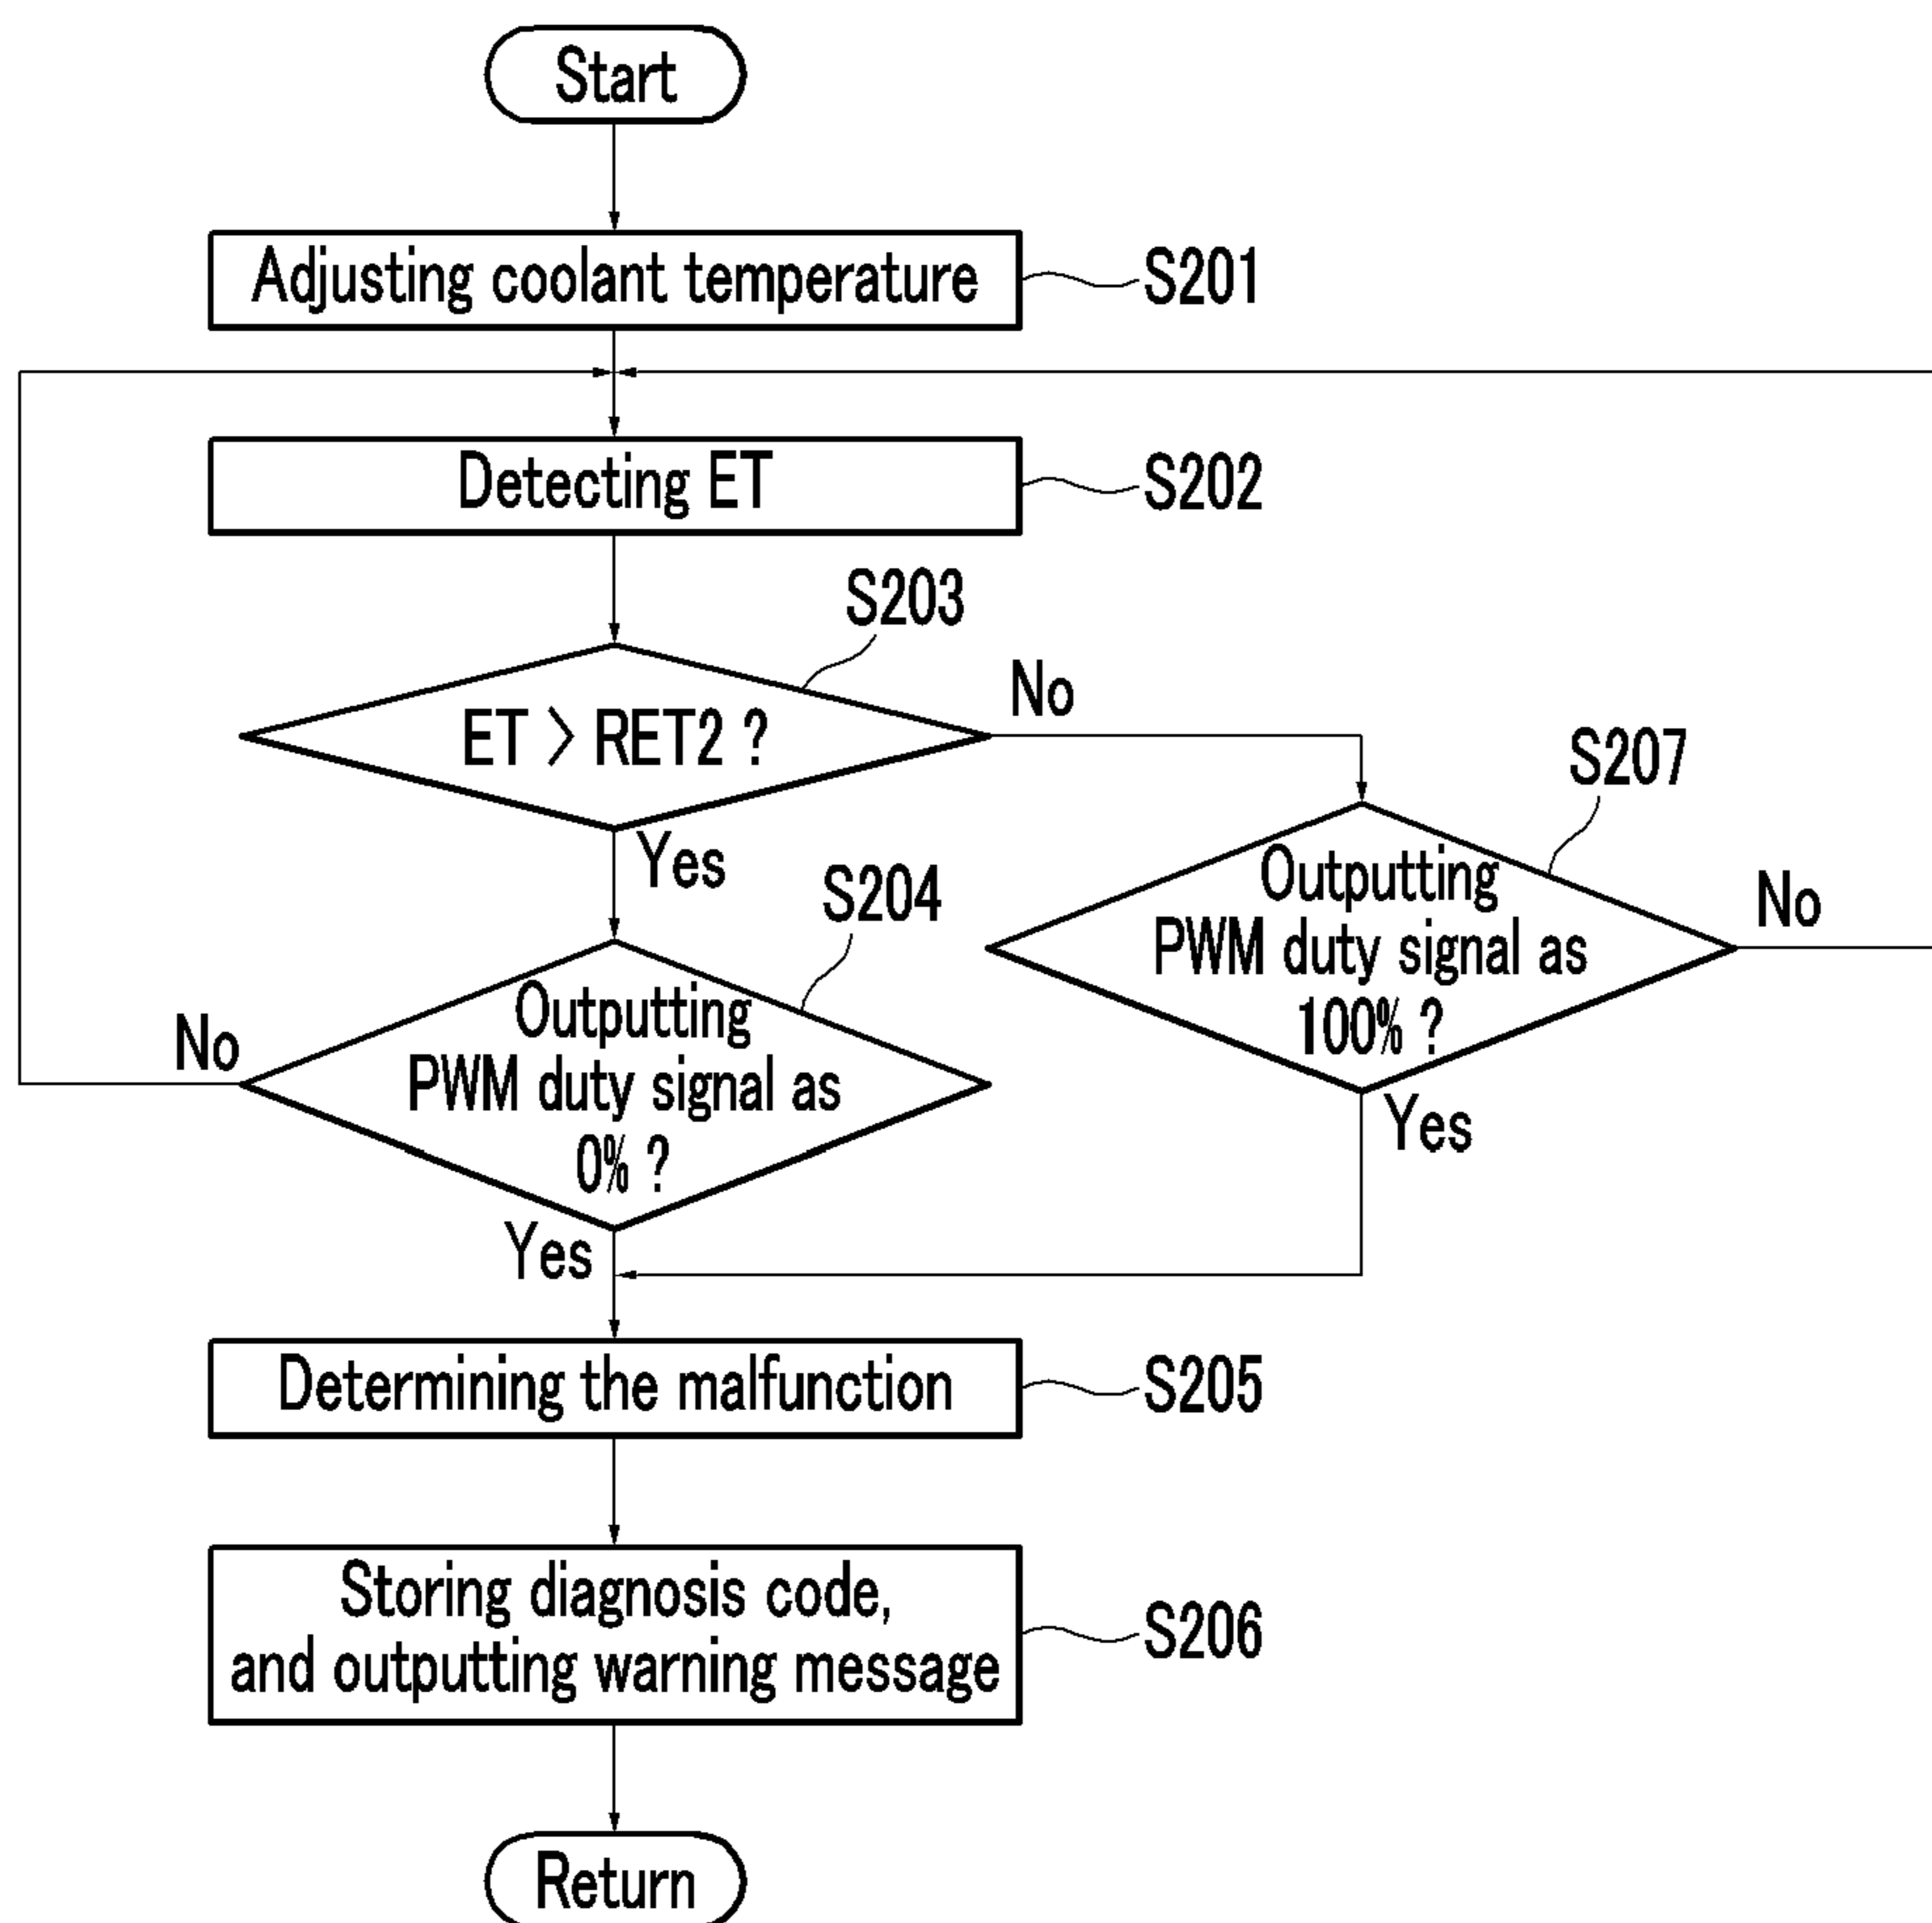 Start
Adjusting coolant temperature
S201
Detecting ET
S202
S203
ET > RET2 ?
No
Yes
S207
Outputting
PWM duty signal as
100% ?
No
Yes
S204
Outputting
PWM duty signal as
0% ?
No
Yes
Determining the malfunction
S205
Storing diagnosis code,
and outputting warning message
S206
Return